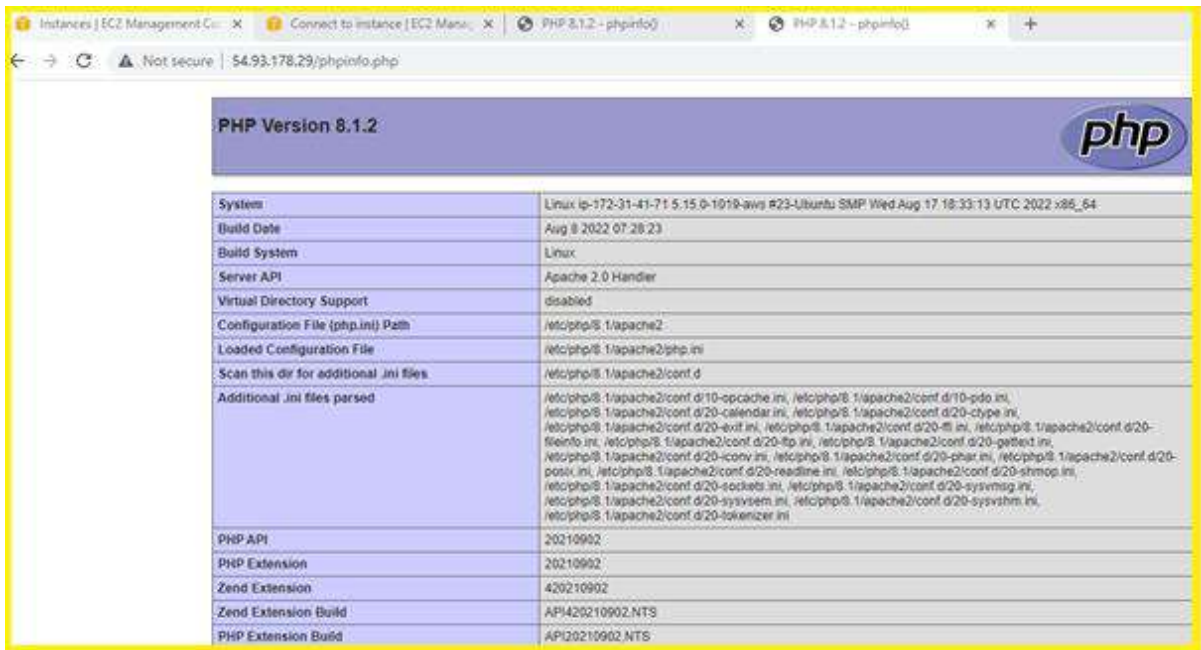 Instances | EC2 Management Co
Connect to instance | EC2 Mana
PHP 8.1.2 - phpinfo()
PHP 8.1.2 - phpinfo()
Not secure | 54.93.178.29/phpinfo.php
PHP Version 8.1.2
php
System Linux ip-172-31-41-71 5.15.0-1019-aws #23-Ubuntu SMP Wed Aug 17 18:33:13 UTC 2022 x86_64
Build Date Aug 8 2022 07:28:23
Build System Linux
Server API Apache 2.0 Handler
Virtual Directory Support disabled
Configuration File (php.ini) Path /etc/php/8.1/apache2
Loaded Configuration File /etc/php/8.1/apache2/php.ini
Scan this dir for additional .ini files /etc/php/8.1/apache2/conf.d
Additional .ini files parsed /etc/php/8.1/apache2/conf.d/10-opcache.ini, /etc/php/8.1/apache2/conf.d/10-pdo.ini,
/etc/php/8.1/apache2/conf.d/20-calendar.ini, /etc/php/8.1/apache2/conf.d/20-ctype.ini,
/etc/php/8.1/apache2/conf.d/20-exif.ini, /etc/php/8.1/apache2/conf.d/20-ffi.ini, /etc/php/8.1/apache2/conf.d/20-
fileinfo.ini, /etc/php/8.1/apache2/conf.d/20-ftp.ini, /etc/php/8.1/apache2/conf.d/20-gettext.ini,
/etc/php/8.1/apache2/conf.d/20-iconv.ini, /etc/php/8.1/apache2/conf.d/20-phar.ini, /etc/php/8.1/apache2/conf.d/20-
posix.ini, /etc/php/8.1/apache2/conf.d/20-readline.ini, /etc/php/8.1/apache2/conf.d/20-shmop.ini,
/etc/php/8.1/apache2/conf.d/20-sockets.ini, /etc/php/8.1/apache2/conf.d/20-sysvmsg.ini,
/etc/php/8.1/apache2/conf.d/20-sysvsem.ini, /etc/php/8.1/apache2/conf.d/20-sysvshm.ini,
/etc/php/8.1/apache2/conf.d/20-tokenizer.ini
PHP API 20210902
PHP Extension 20210902
Zend Extension 420210902
Zend Extension Build API420210902,NTS
PHP Extension Build API20210902,NTS